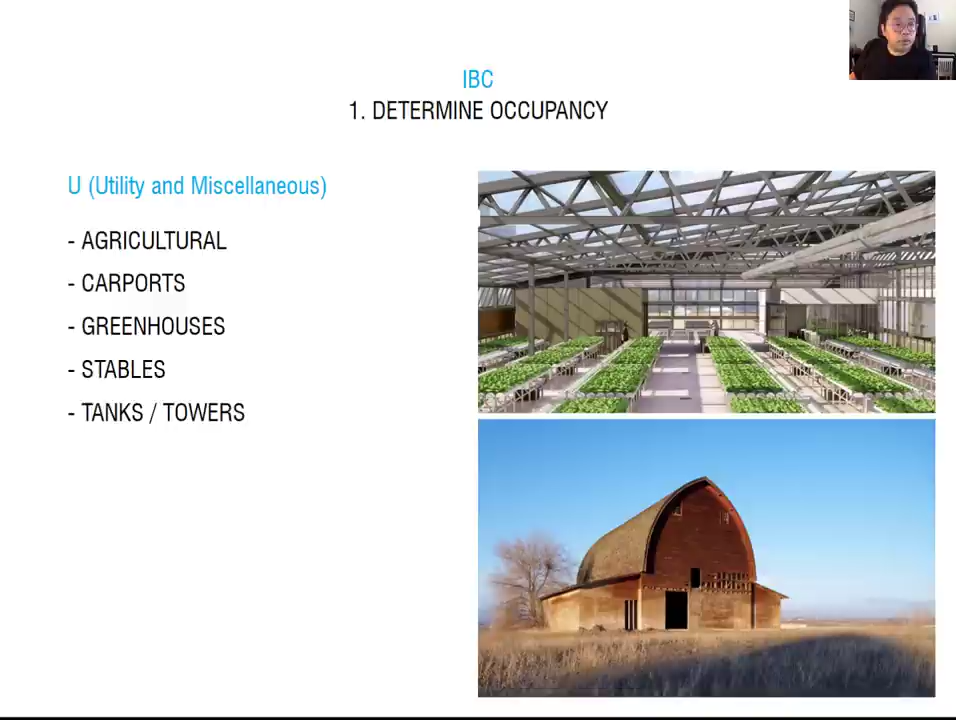 IBC
1. DETERMINE OCCUPANCY
U (Utility and Miscellaneous)
- AGRICULTURAL
- CARPORTS
- GREENHOUSES
- STABLES
- TANKS / TOWERS